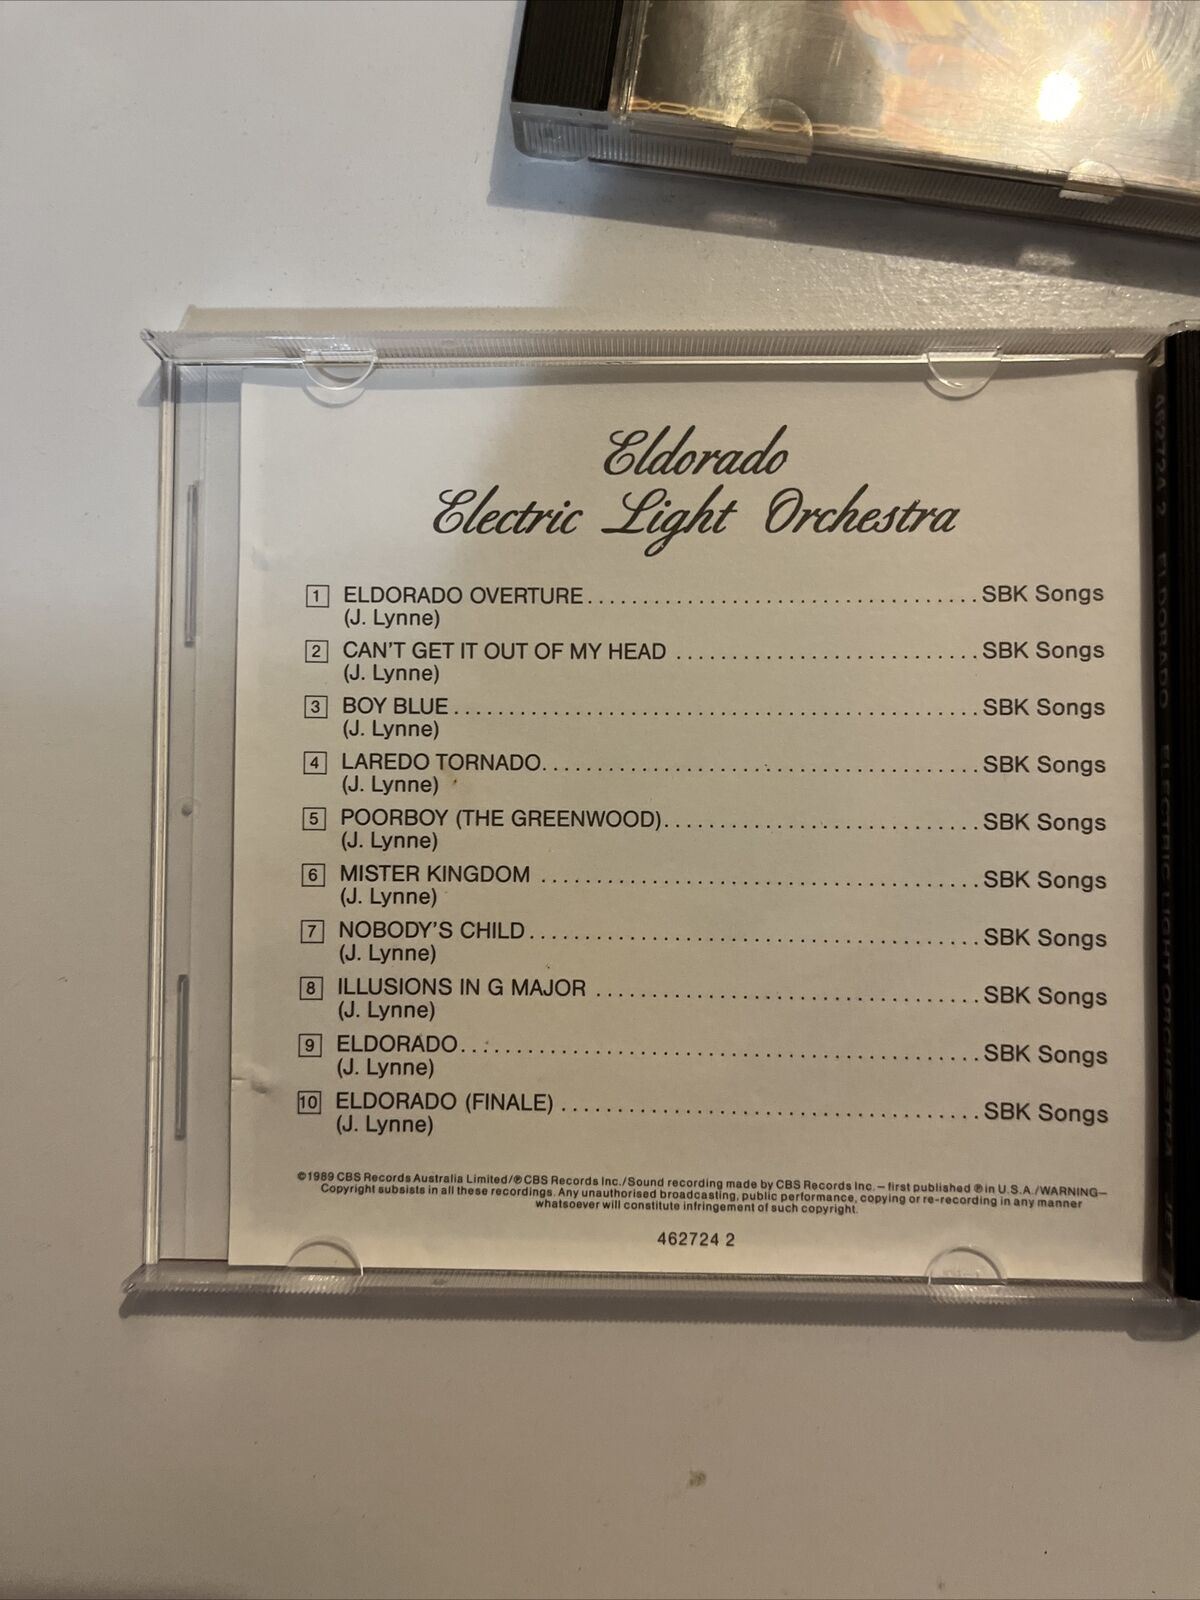 Eldorado
Electric Light Orchestra
1 ELDORADO OVERTURE.................................... SBK Songs
(J. Lynne)
2 CAN'T GET IT OUT OF MY HEAD ............................ SBK Songs
(J. Lynne)
3 BOY BLUE................................................ SBK Songs
(J. Lynne)
4 LAREDO TORNADO........................................ SBK Songs
(J. Lynne)
5 POORBOY (THE GREENWOOD)............................. SBK Songs
(J. Lynne)
6 MISTER KINGDOM ........................................ SBK Songs
(J. Lynne)
7 NOBODY'S CHILD......................................... SBK Songs
(J. Lynne)
8 ILLUSIONS IN G MAJOR ................................... SBK Songs
(J. Lynne)
9 ELDORADO............................................... SBK Songs
(J. Lynne)
10 ELDORADO (FINALE) ...................................... SBK Songs
(J. Lynne)
©1989 CBS Records Australia Limited/℗CBS Records Inc./Sound recording made by CBS Records Inc.—first published ℗ in U.S.A./WARNING—
Copyright subsists in all these recordings. Any unauthorised broadcasting, public performance, copying or re-recording in any manner
whatsoever will constitute infringement of such copyright.
462724 2
462724 2 ELDORADO ELECTRIC LIGHT ORCHESTRA JET